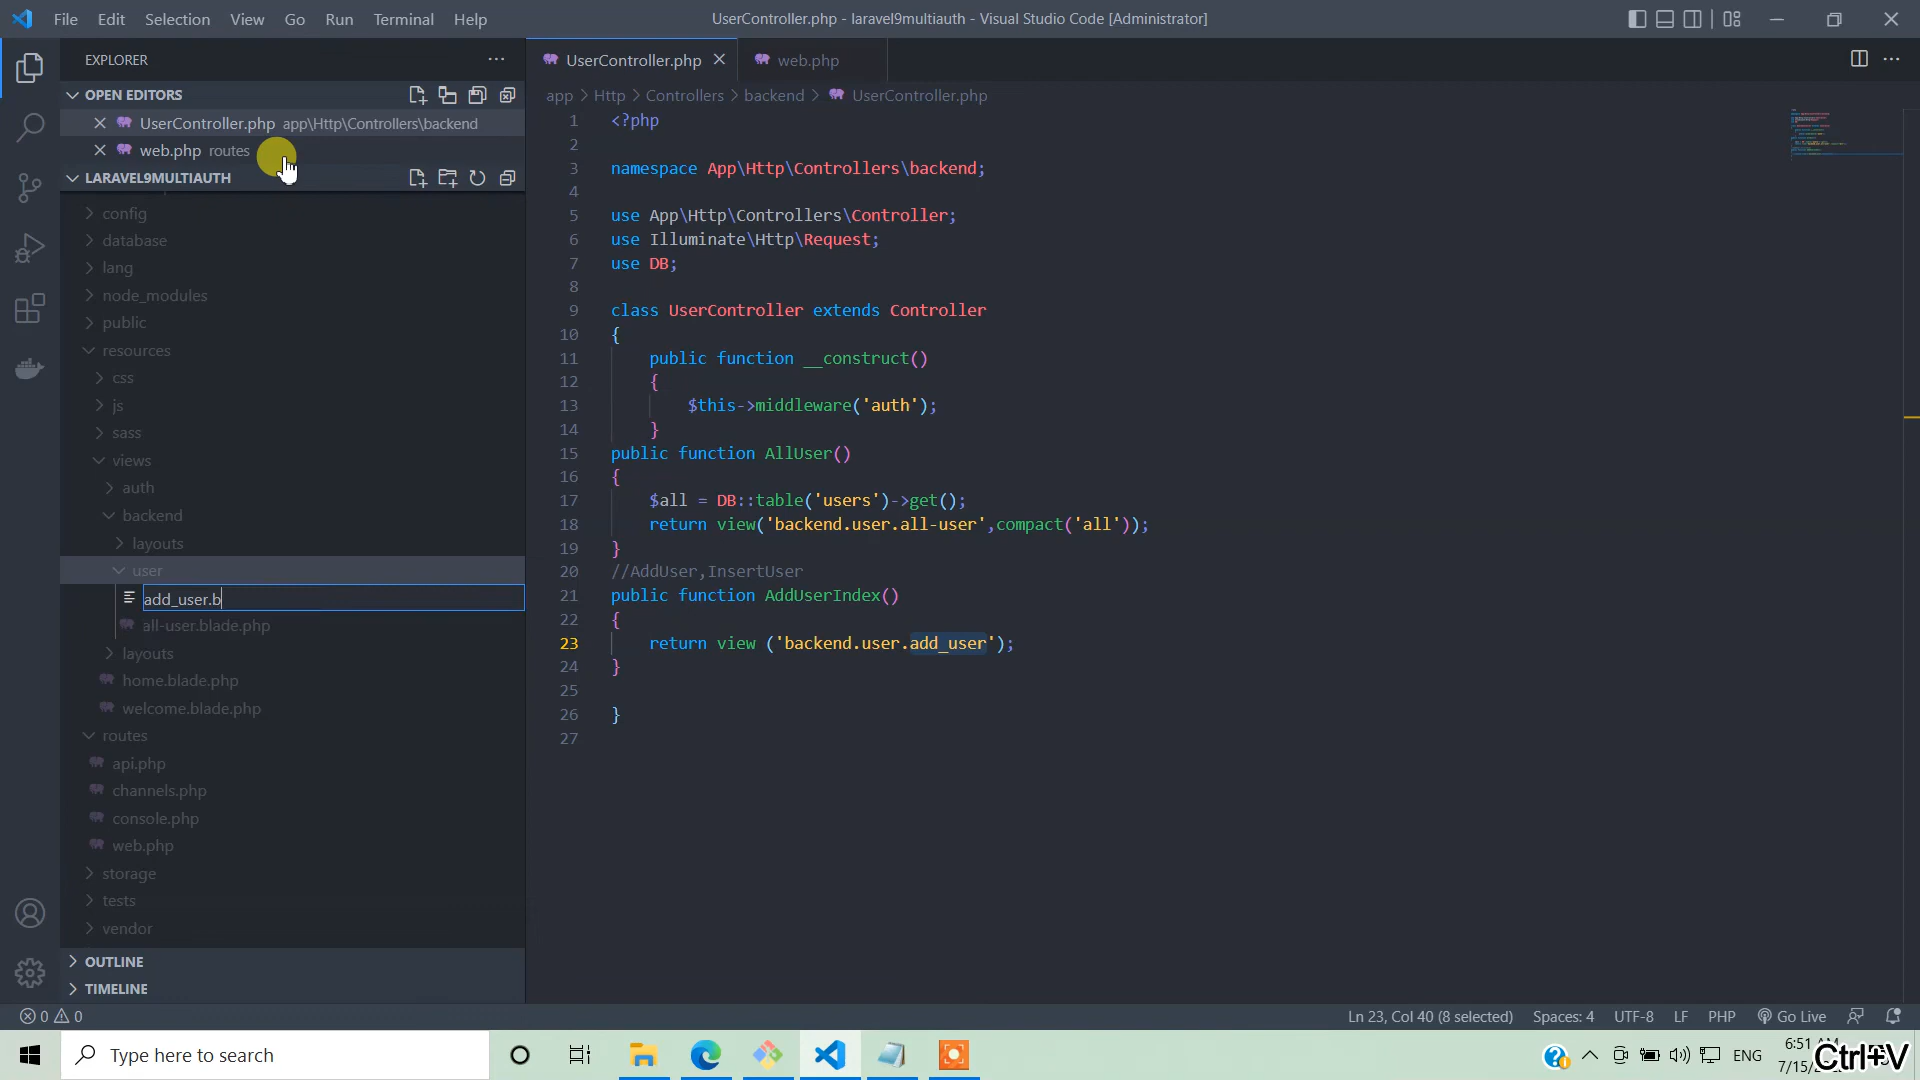 File Edit Selection View Go Run Terminal Help
UserController.php - laravel9multiauth - Visual Studio Code [Administrator]
EXPLORER
OPEN EDITORS
UserController.php app\Http\Controllers\backend
web.php routes
LARAVEL9MULTIAUTH
config
database
lang
node_modules
public
resources
css
js
sass
views
auth
backend
layouts
user
add_user.b
all-user.blade.php
layouts
home.blade.php
welcome.blade.php
routes
api.php
channels.php
console.php
web.php
storage
tests
vendor
OUTLINE
TIMELINE
UserController.php web.php
app > Http > Controllers > backend > UserController.php
1 <?php
2
3 namespace App\Http\Controllers\backend;
4
5 use App\Http\Controllers\Controller;
6 use Illuminate\Http\Request;
7 use DB;
8
9 class UserController extends Controller
10 {
11 public function __construct()
12 {
13 $this->middleware('auth');
14 }
15 public function AllUser()
16 {
17 $all = DB::table('users')->get();
18 return view('backend.user.all-user',compact('all'));
19 }
20 //AddUser,InsertUser
21 public function AddUserIndex()
22 {
23 return view ('backend.user.add_user');
24 }
25
26 }
27
0 0
Ln 23, Col 40 (8 selected) Spaces: 4 UTF-8 LF PHP Go Live
Type here to search
ENG
6:51
7/15/2
Ctrl+V